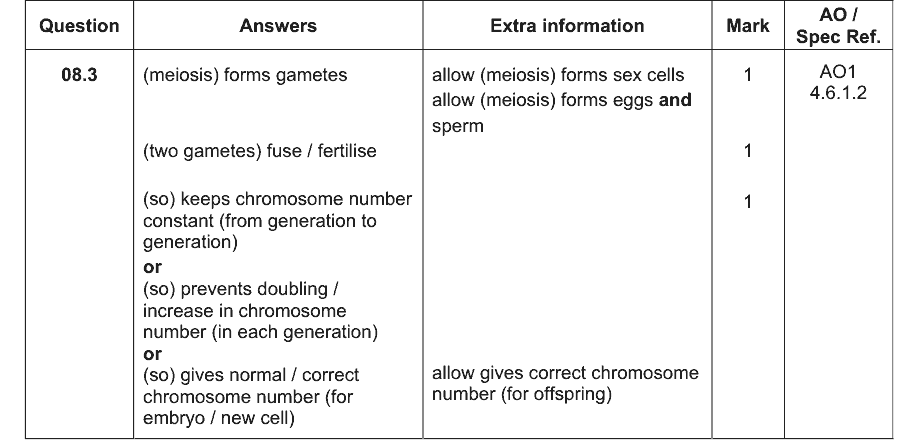 Question Answers Extra information Mark AO / Spec Ref.
08.3 (meiosis) forms gametes allow (meiosis) forms sex cells 1 AO1
allow (meiosis) forms eggs and 4.6.1.2
sperm
(two gametes) fuse / fertilise 1
(so) keeps chromosome number 1
constant (from generation to
generation)
or
(so) prevents doubling /
increase in chromosome
number (in each generation)
or
(so) gives normal / correct allow gives correct chromosome
chromosome number (for number (for offspring)
embryo / new cell)